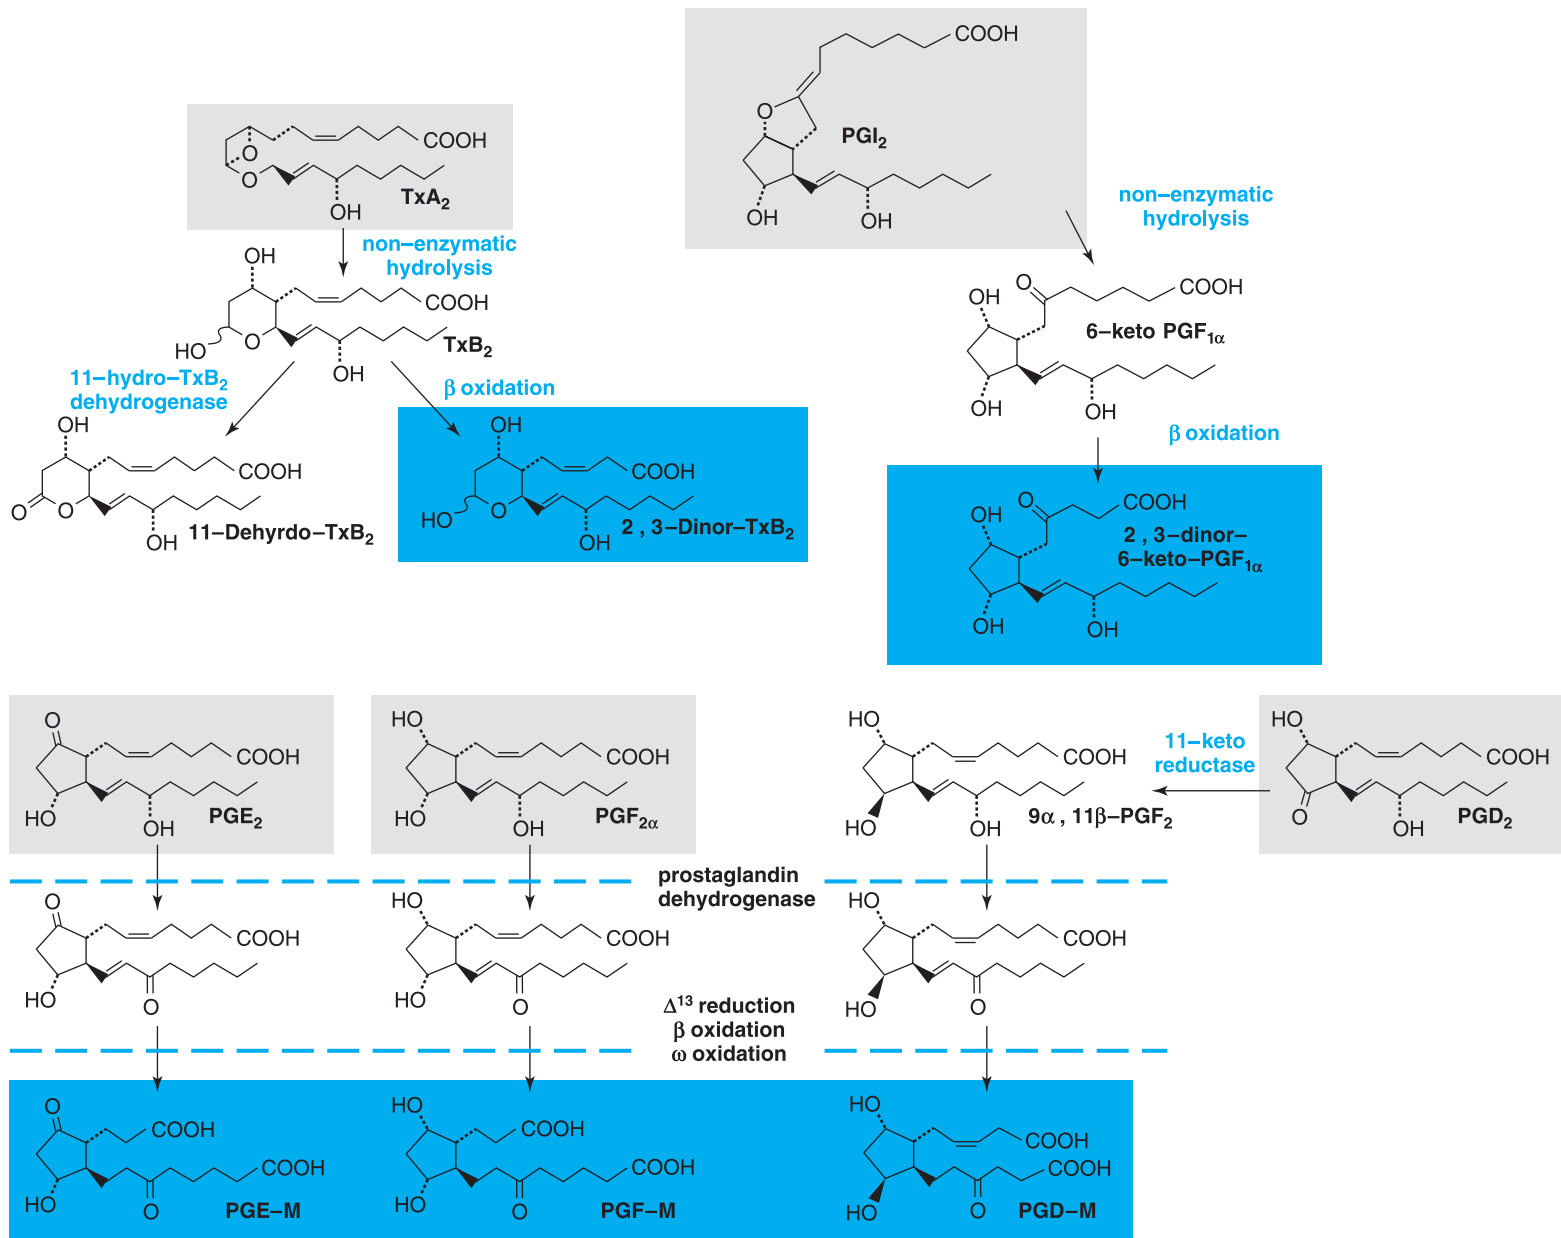 COOH
O
O
TxA2
OH
COOH
O
PGI2
OH
OH
non–enzymatic
hydrolysis
non–enzymatic
hydrolysis
OH
COOH
HO
O
TxB2
OH
O
COOH
OH
6–keto PGF1α
OH
OH
11–hydro–TxB2
dehydrogenase
β oxidation
β oxidation
OH
COOH
O
O
OH
11–Dehyrdo–TxB2
OH
COOH
HO
O
OH
2 , 3–Dinor–TxB2
O
COOH
OH
2 , 3–dinor–
6–keto–PGF1α
OH
OH
O
COOH
HO
OH
PGE2
HO
COOH
HO
OH
PGF2α
HO
COOH
HO
OH
9α , 11β–PGF2
11–keto
reductase
HO
COOH
O
OH
PGD2
prostaglandin
dehydrogenase
O
COOH
HO
O
HO
COOH
HO
O
HO
COOH
HO
O
Δ13 reduction
β oxidation
ω oxidation
O
COOH
COOH
HO
O
PGE–M
HO
COOH
COOH
HO
O
PGF–M
HO
COOH
COOH
HO
O
PGD–M